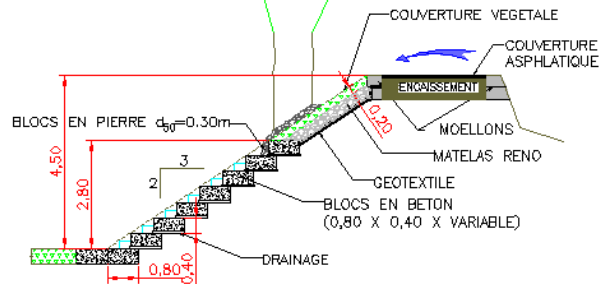 COUVERTURE VEGETALE
COUVERTURE
ASPHLATIQUE
ENCAISSEMENT
BLOCS EN PIERRE d50=0.30m
0,20
MOELLONS
MATELAS RENO
4,50
2,80
3
2
GEOTEXTILE
BLOCS EN BETON
(0,80 X 0,40 X VARIABLE)
DRAINAGE
0,80
0,40